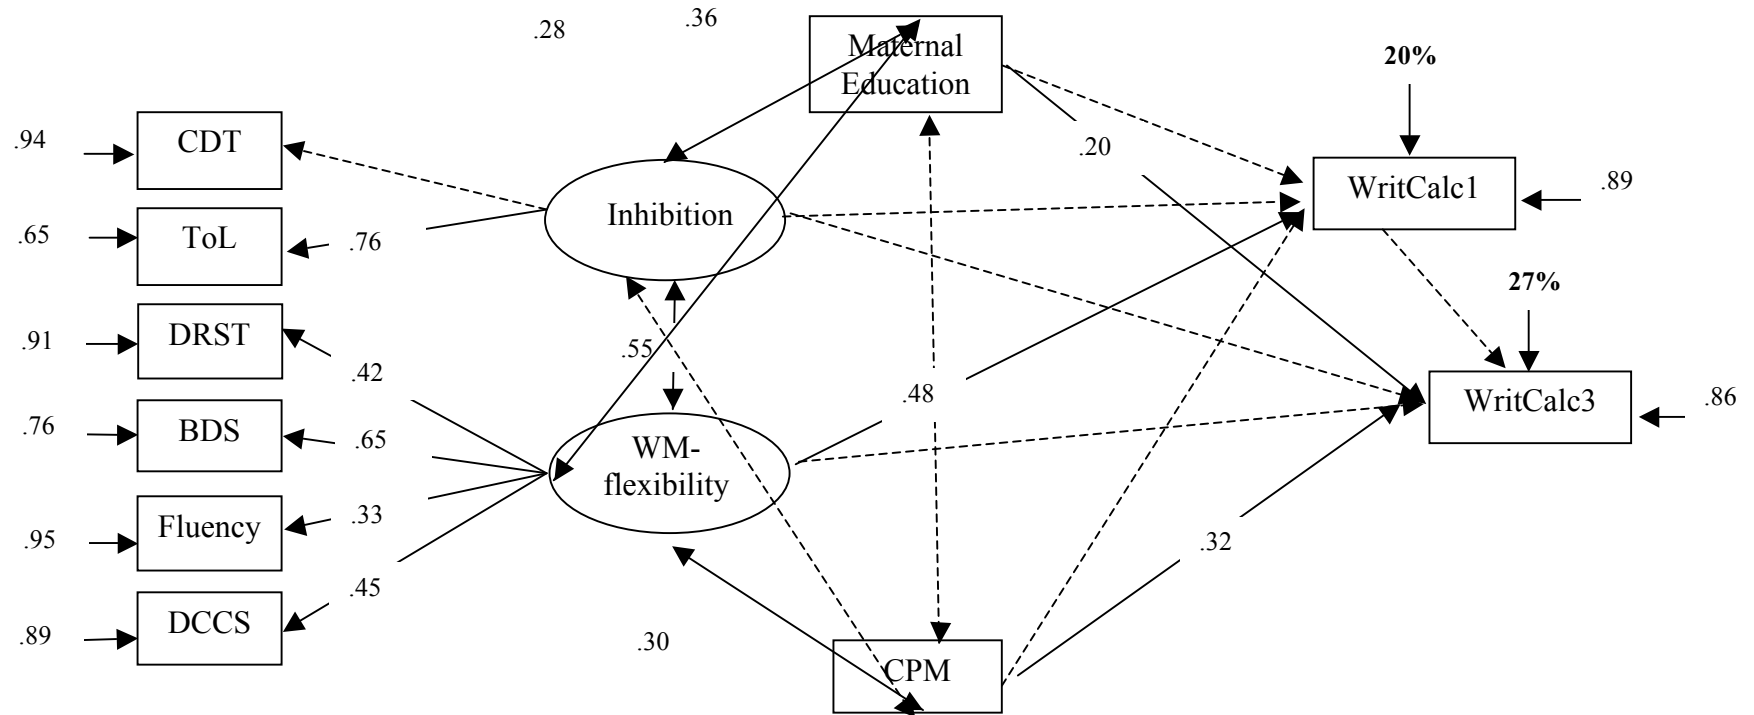 .28
.36
Maternal
Education
20%
.94
CDT
.20
WritCalc1
.89
Inhibition
.65
ToL
.76
27%
.91
DRST
.55
.42
.48
WritCalc3
.86
.76
BDS
.65
WM-
flexibility
.95
Fluency
.33
.32
.45
.89
DCCS
.30
CPM